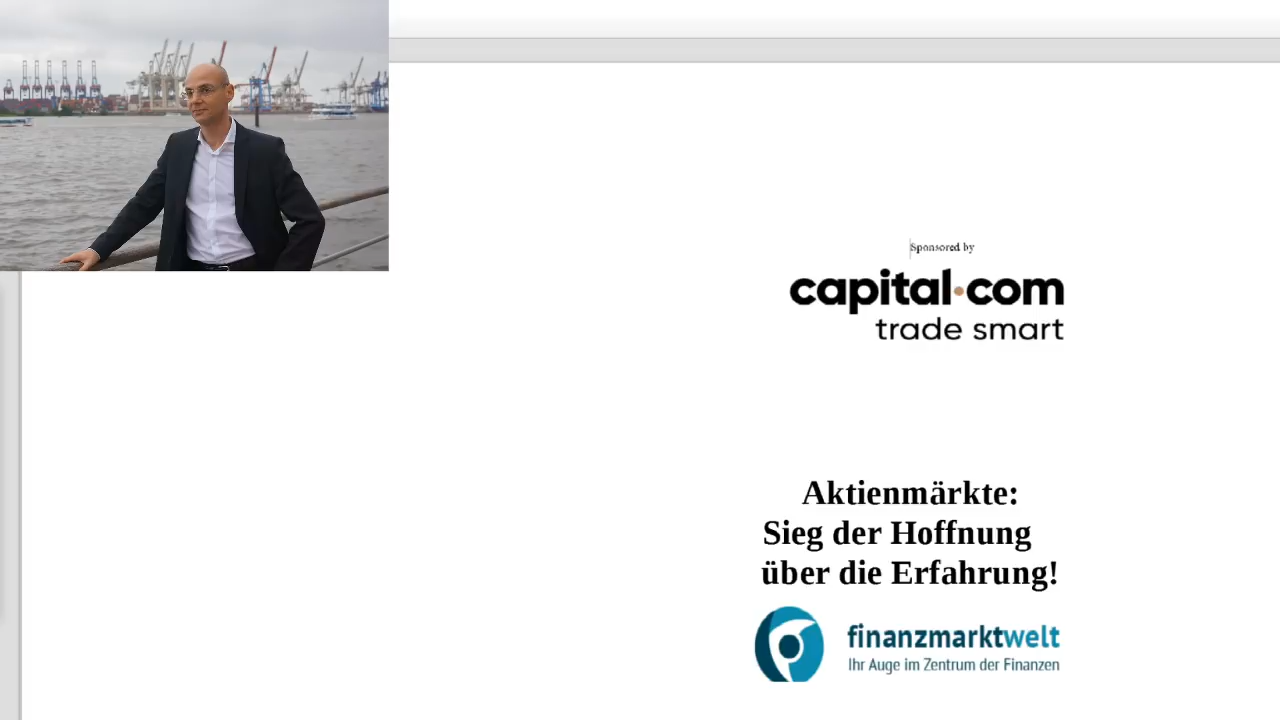 Sponsored by
capital•com
trade smart
Aktienmärkte:
Sieg der Hoffnung
über die Erfahrung!
finanzmarktwelt
Ihr Auge im Zentrum der Finanzen